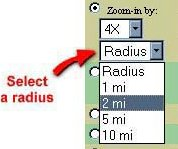 Zoom-in by:
4X
Radius
Select
a radius
Radius
1 mi
2 mi
5 mi
10 mi